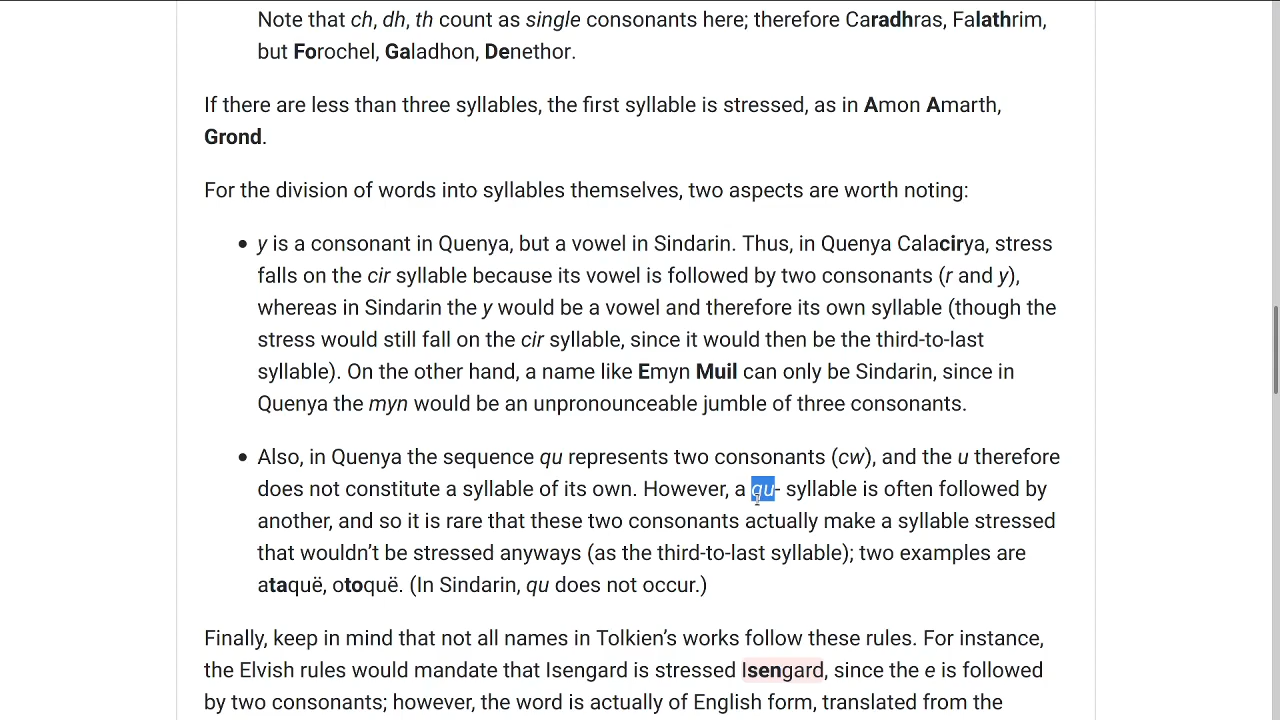 Note that ch, dh, th count as single consonants here; therefore Caradhras, Falathrim,
but Forochel, Galadhon, Denethor.
If there are less than three syllables, the first syllable is stressed, as in Amon Amarth,
Grond.
For the division of words into syllables themselves, two aspects are worth noting:
• y is a consonant in Quenya, but a vowel in Sindarin. Thus, in Quenya Calacirya, stress
falls on the cir syllable because its vowel is followed by two consonants (r and y),
whereas in Sindarin the y would be a vowel and therefore its own syllable (though the
stress would still fall on the cir syllable, since it would then be the third-to-last
syllable). On the other hand, a name like Emyn Muil can only be Sindarin, since in
Quenya the myn would be an unpronounceable jumble of three consonants.
• Also, in Quenya the sequence qu represents two consonants (cw), and the u therefore
does not constitute a syllable of its own. However, a qu- syllable is often followed by
another, and so it is rare that these two consonants actually make a syllable stressed
that wouldn’t be stressed anyways (as the third-to-last syllable); two examples are
ataquë, otoquë. (In Sindarin, qu does not occur.)
Finally, keep in mind that not all names in Tolkien’s works follow these rules. For instance,
the Elvish rules would mandate that Isengard is stressed Isengard, since the e is followed
by two consonants; however, the word is actually of English form, translated from the